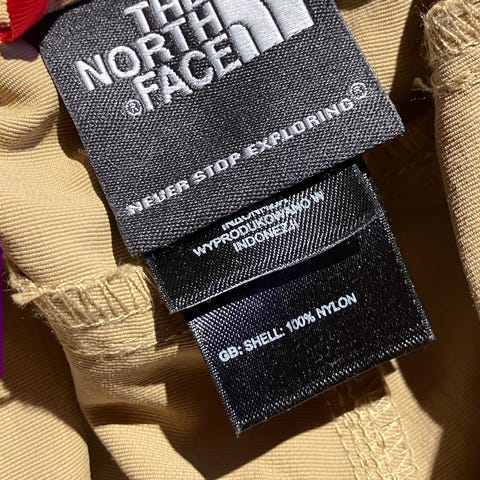 THE
NORTH
FACE
®
NEVER STOP EXPLORING®
WYPRODUKOWANO W
INDONEZJI
GB: SHELL: 100% NYLON